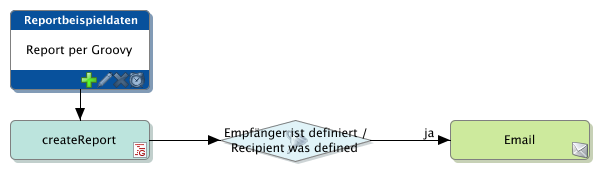 Reportbeispieldaten
Report per Groovy
createReport
Empfänger ist definiert /
Recipient was defined
ja
Email